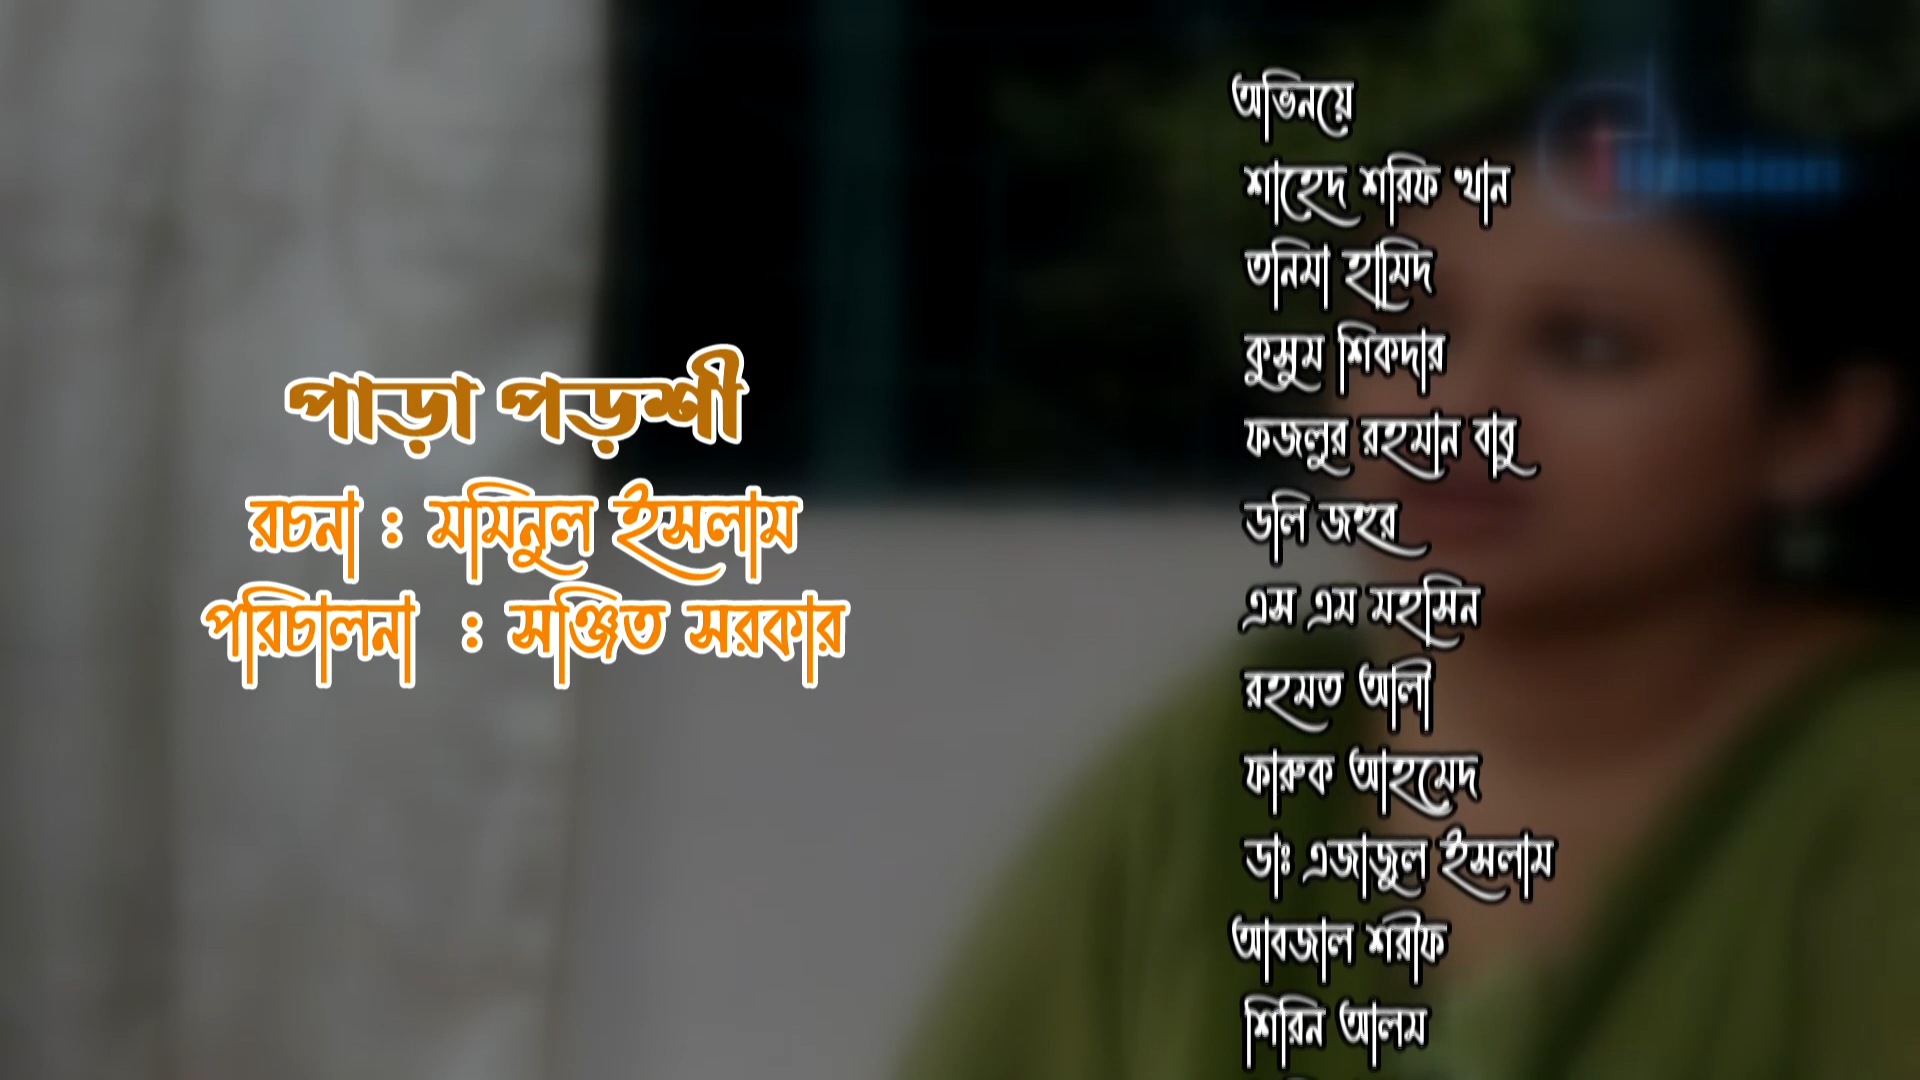 পাড়া পড়শী
রচনা : মমিনুল ইসলাম
পরিচালনা : সঞ্জিত সরকার
অভিনয়ে
শাহেদ শরিফ খান
তনিমা হামিদ
কুসুম শিকদার
ফজলুর রহমান বাবু
ডলি জহুর
এস এম মহসিন
রহমত আলী
ফারুক আহমেদ
ডাঃ এজাজুল ইসলাম
আবজাল শরীফ
শিরিন আলম